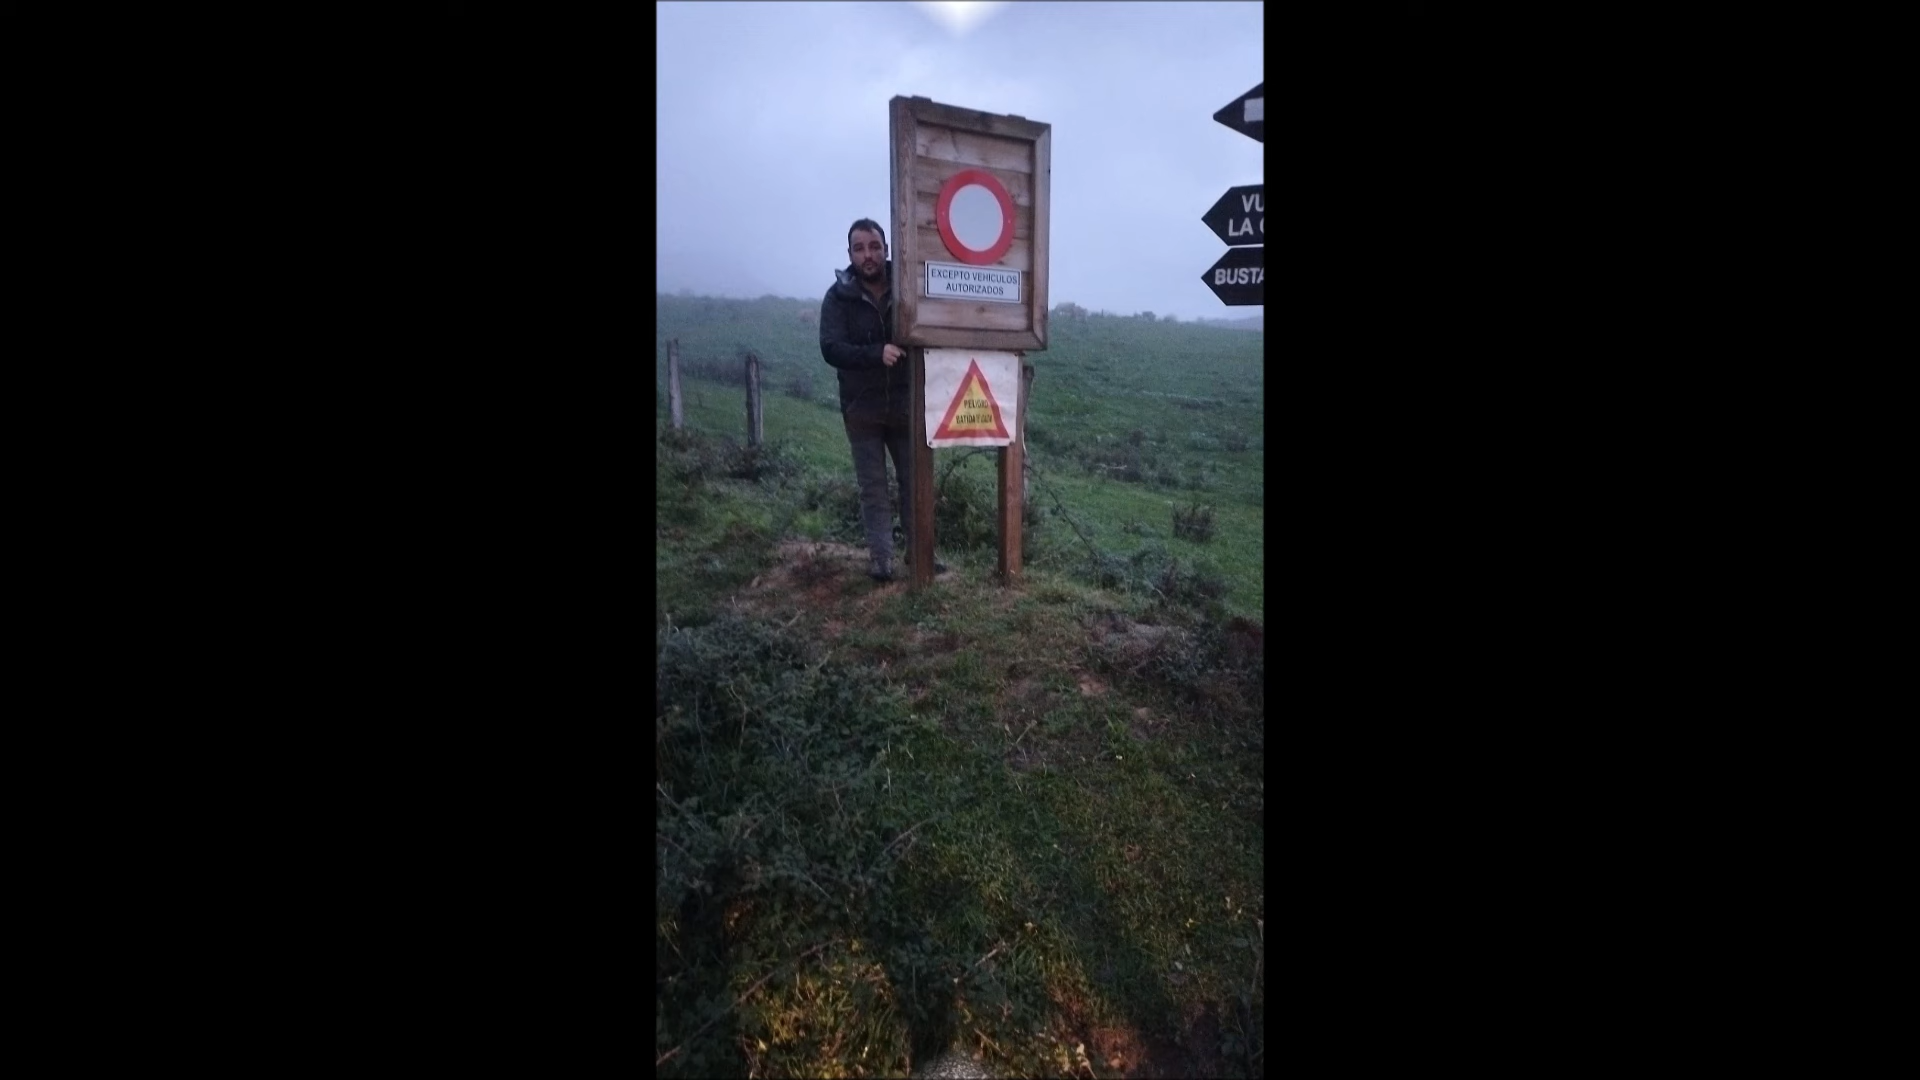 EXCEPTO VEHICULOS
AUTORIZADOS
PELIGRO
BATIDA DE CAZA
VU
LA
BUSTA